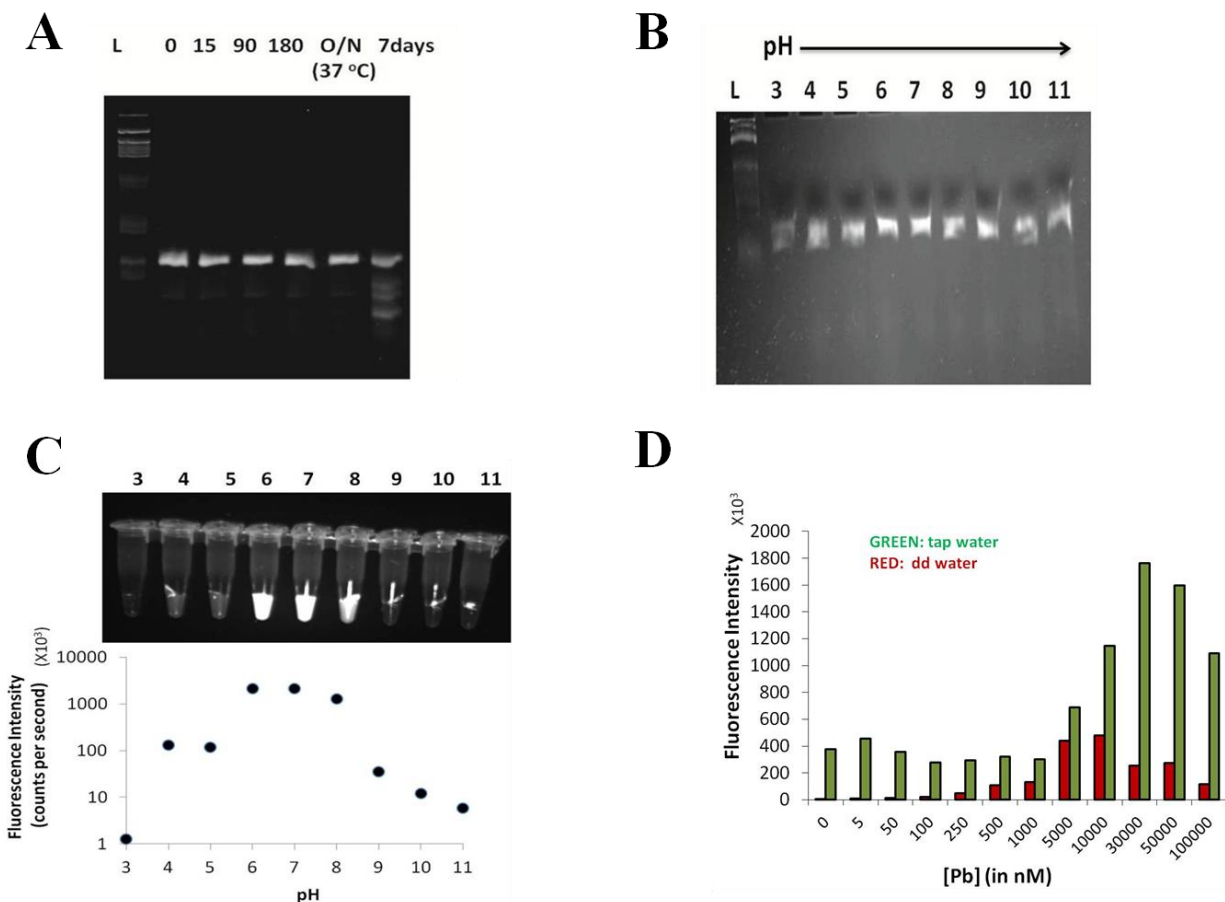 A
L 0 15 90 180 O/N 7days
(37 °C)
B
pH
L 3 4 5 6 7 8 9 10 11
C
3 4 5 6 7 8 9 10 11
Fluorescence Intensity
(counts per second) (X10³)
10000
1000
100
10
1
3 4 5 6 7 8 9 10 11
pH
D
X10³
Fluorescence Intensity
2000
1800
1600
1400
1200
1000
800
600
400
200
0
GREEN: tap water
RED: dd water
0 5 50 100 250 500 1000 5000 10000 30000 50000 100000
[Pb] (in nM)